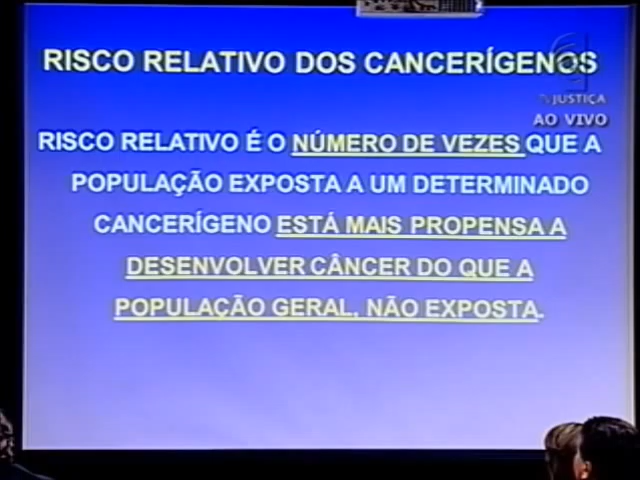 RISCO RELATIVO DOS CANCERÍGENOS
TV JUSTIÇA
AO VIVO
RISCO RELATIVO É O NÚMERO DE VEZES QUE A
POPULAÇÃO EXPOSTA A UM DETERMINADO
CANCERÍGENO ESTÁ MAIS PROPENSA A
DESENVOLVER CÂNCER DO QUE A
POPULAÇÃO GERAL, NÃO EXPOSTA.